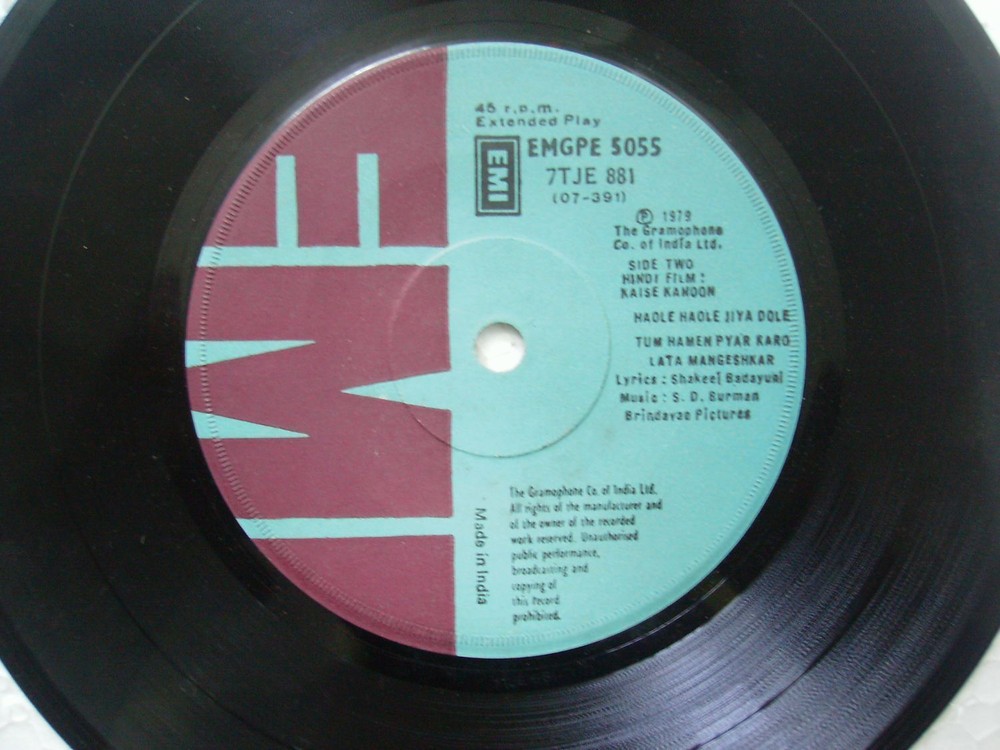 45 r.p.m.
Extended Play
EMI
EMGPE 5055
7TJE 881
(07-391)
Ⓟ 1979
The Gramophone
Co. of India Ltd.
SIDE TWO
HINDI FILM :
KAISE KAHOON
HAOLE HAOLE JIYA DOLE
TUM HAMEN PYAR KARO
LATA MANGESHKAR
Lyrics : Shakeel Badayuni
Music : S. D. Burman
Brindavan Pictures
The Gramophone Co. of India Ltd.
All rights of the manufacturer and
of the owner of the recorded
work reserved. Unauthorised
public performance,
broadcasting and
copying of
this record
prohibited.
Made in India
EMI